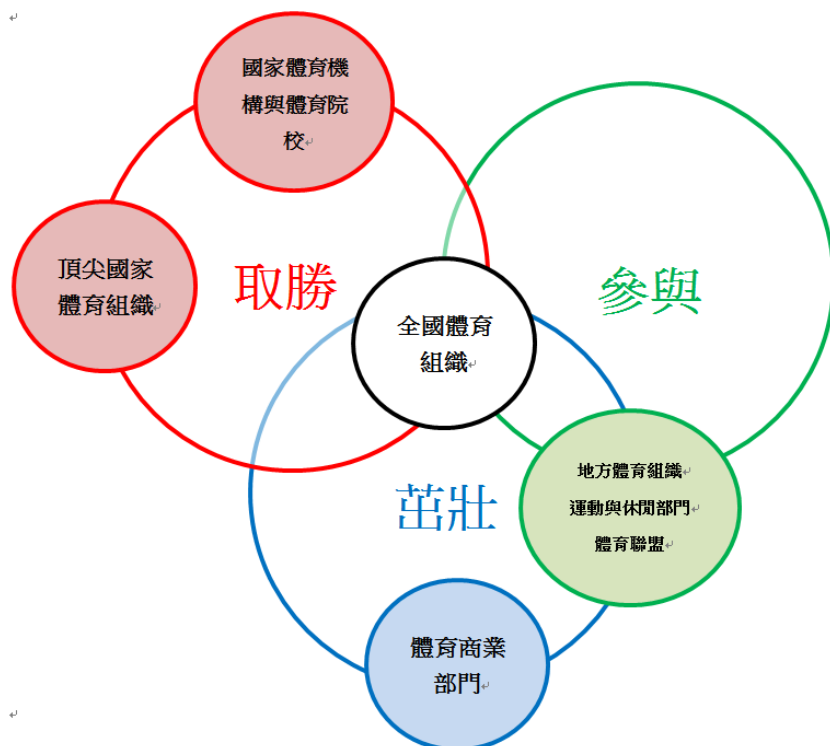 國家體育機
構與體育院
校
頂尖國家
體育組織
取勝
參與
全國體育
組織
茁壯
地方體育組織
運動與休閒部門
體育聯盟
體育商業
部門